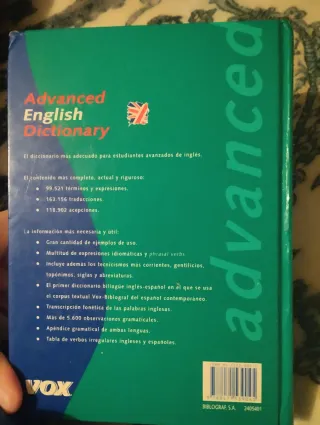 Advanced
English
Dictionary
advanced
El diccionario más adecuado para estudiantes avanzados de inglés.
El contenido más completo, actual y riguroso:
• 99.521 términos y expresiones.
• 163.156 traducciones.
• 118.902 acepciones.
La información más necesaria y útil:
• Gran cantidad de ejemplos de uso.
• Multitud de expresiones idiomáticas y phrasal verbs.
• Incluye además los tecnicismos más corrientes, gentilicios,
topónimos, siglas y abreviaturas.
• El primer diccionario bilingüe inglés-español en el que se usa
el corpus textual Vox-Biblograf del español contemporáneo.
• Transcripción fonética de las palabras inglesas.
• Más de 5.600 observaciones gramaticales.
• Apéndice gramatical de ambas lenguas.
• Tabla de verbos irregulares ingleses y españoles.
VOX
BIBLOGRAF, S.A.
2405401